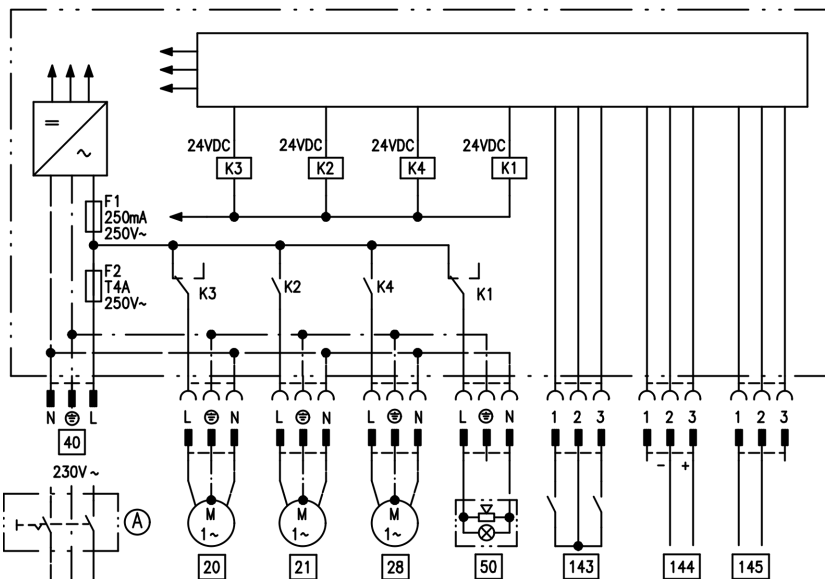 24VDC 24VDC 24VDC 24VDC
K3 K2 K4 K1
=
~
F1
250mA
250V~
F2
T4A
250V~
K3 K2 K4 K1
N L L N L N L N L N 1 2 3 1 2 3 1 2 3
40
- +
230V ~
A
M M M
1~ 1~ 1~
20 21 28 50 143 144 145